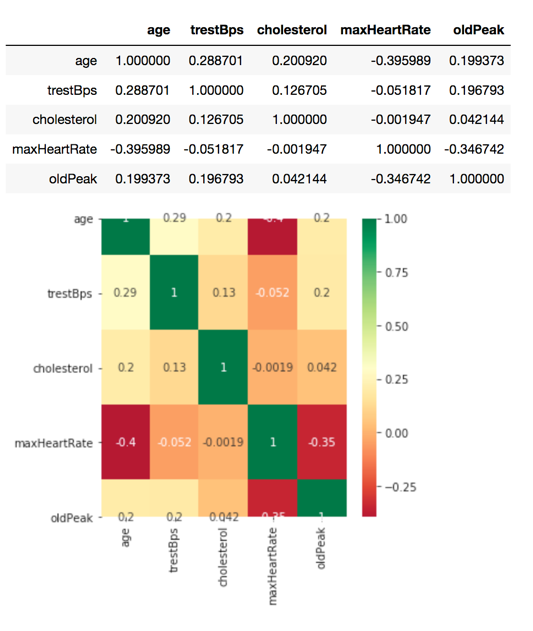 age trestBps cholesterol maxHeartRate oldPeak
age 1.000000 0.288701 0.200920 -0.395989 0.199373
trestBps 0.288701 1.000000 0.126705 -0.051817 0.196793
cholesterol 0.200920 0.126705 1.000000 -0.001947 0.042144
maxHeartRate -0.395989 -0.051817 -0.001947 1.000000 -0.346742
oldPeak 0.199373 0.196793 0.042144 -0.346742 1.000000
age 1 0.29 0.2 -0.4 0.2 1.00
0.75
trestBps 0.29 1 0.13 -0.052 0.2
0.50
cholesterol 0.2 0.13 1 -0.0019 0.042
0.25
0.00
maxHeartRate -0.4 -0.052 -0.0019 1 -0.35
-0.25
oldPeak 0.2 0.2 0.042 -0.35 1
age trestBps cholesterol maxHeartRate oldPeak